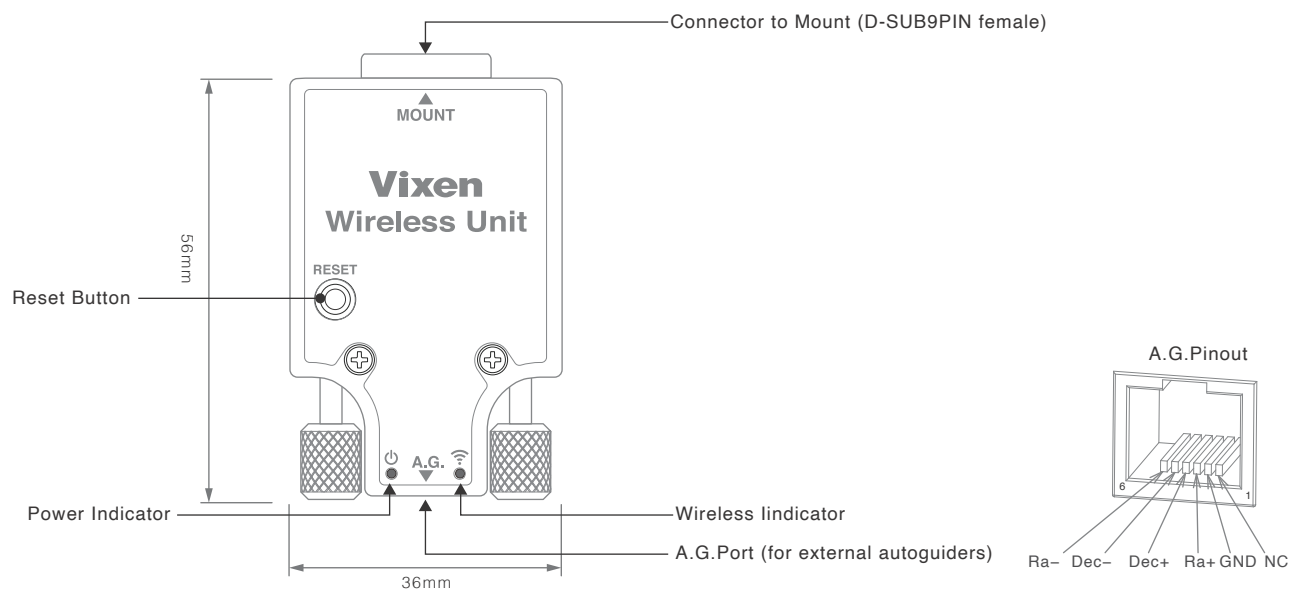 Connector to Mount (D-SUB9PIN female)
MOUNT
Vixen
Wireless Unit
56mm
RESET
Reset Button
A.G.
Power Indicator
Wireless Iindicator
A.G.Port (for external autoguiders)
36mm
A.G.Pinout
6
1
Ra− Dec− Dec+ Ra+ GND NC